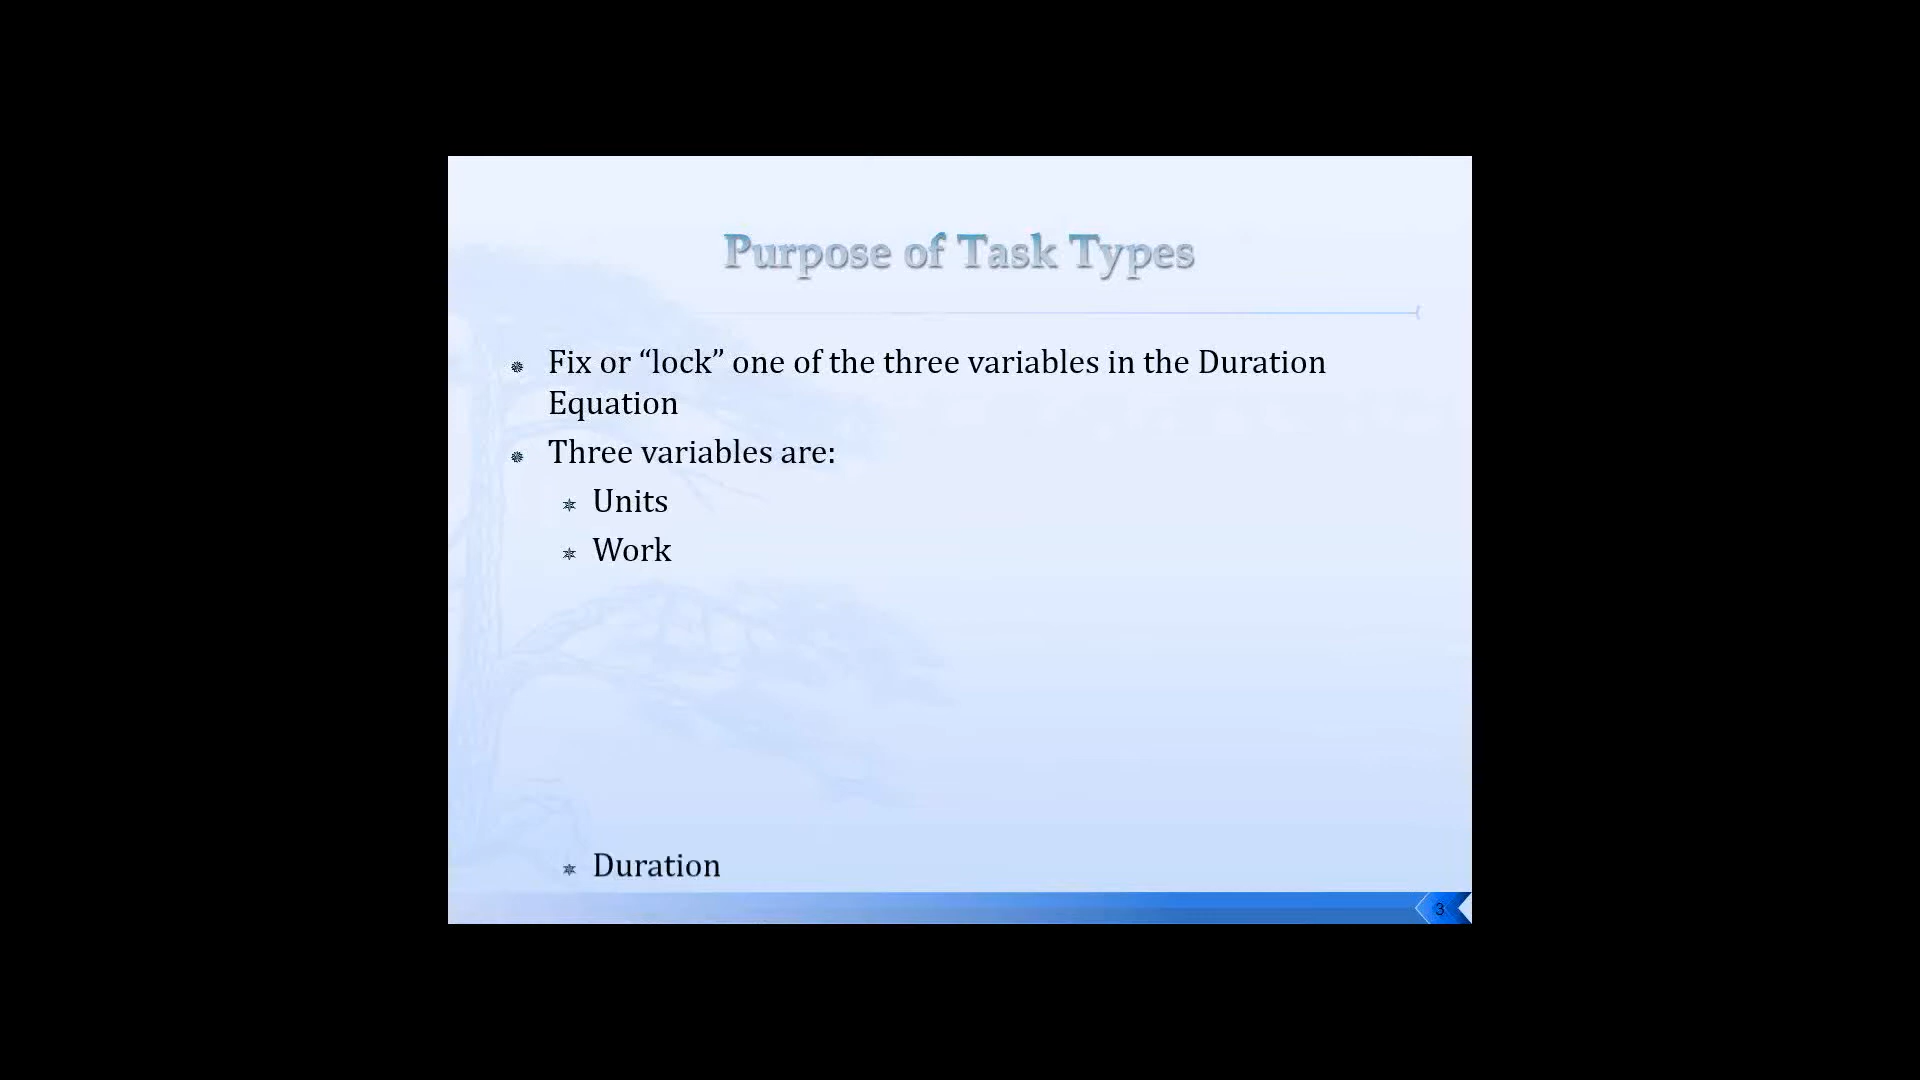 Purpose of Task Types
Fix or “lock” one of the three variables in the Duration
Equation
Three variables are:
Units
Work
Duration
3